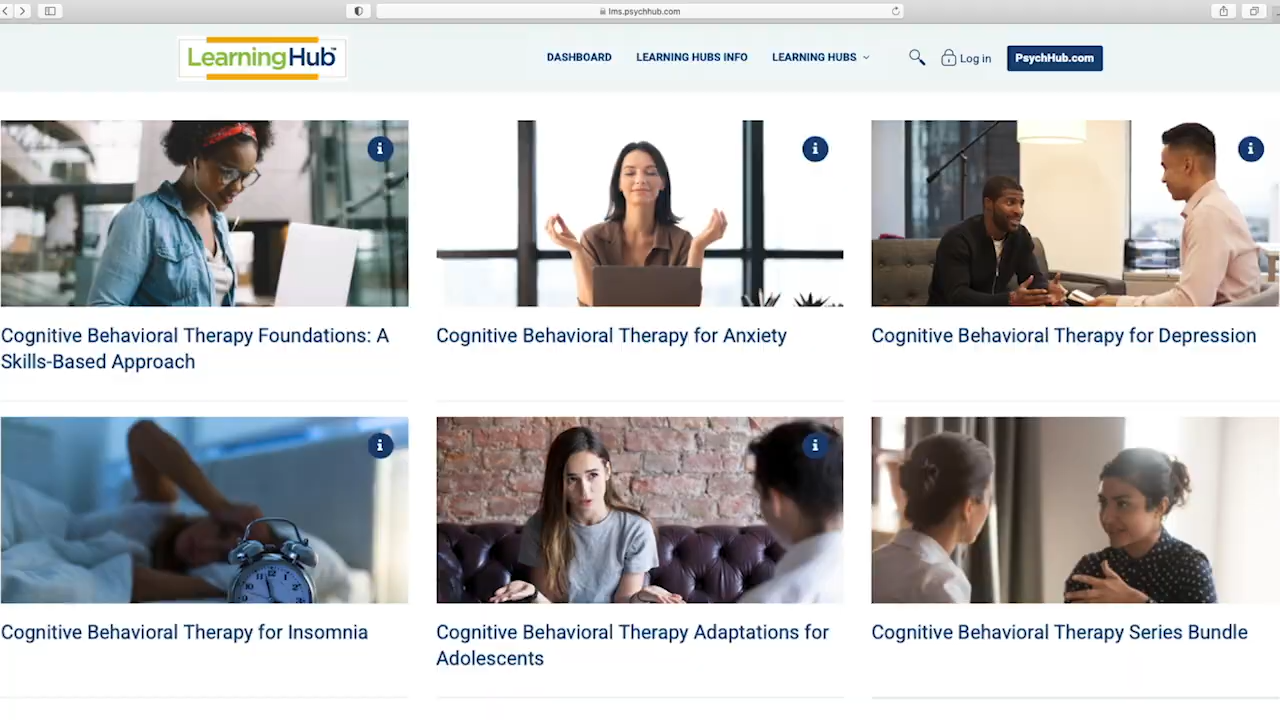 lms.psychhub.com
LearningHub™
DASHBOARD
LEARNING HUBS INFO
LEARNING HUBS
Log in
PsychHub.com
i
i
i
Cognitive Behavioral Therapy Foundations: A
Skills-Based Approach
Cognitive Behavioral Therapy for Anxiety
Cognitive Behavioral Therapy for Depression
i
i
12
Cognitive Behavioral Therapy for Insomnia
Cognitive Behavioral Therapy Adaptations for
Adolescents
Cognitive Behavioral Therapy Series Bundle